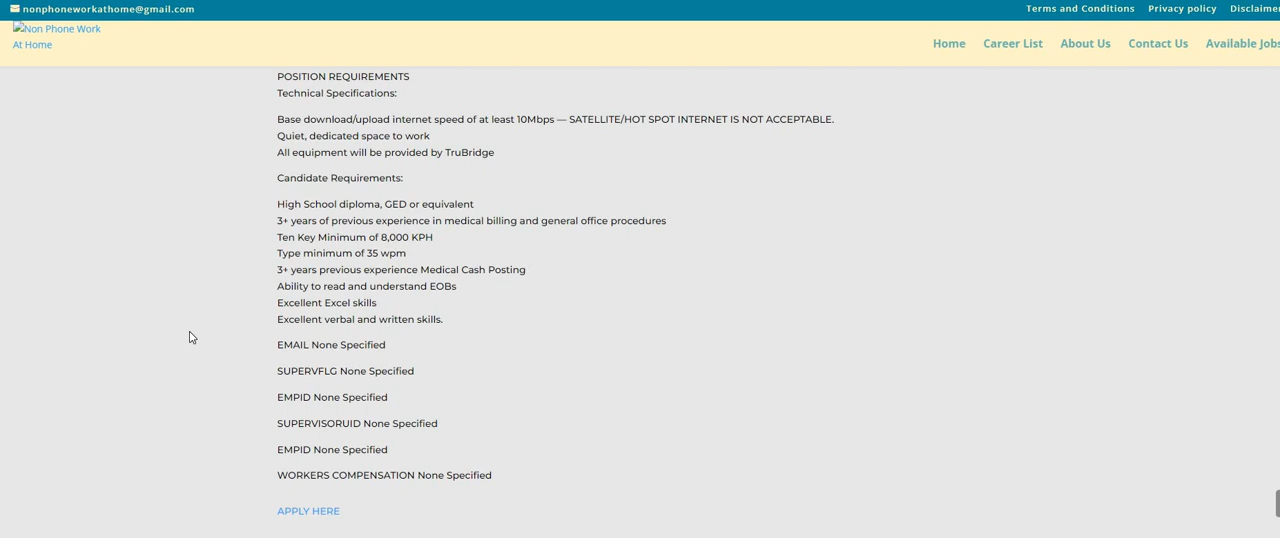 nonphoneworkathome@gmail.com
Terms and Conditions Privacy policy Disclaimer
Non Phone Work
At Home
Home Career List About Us Contact Us Available Jobs
POSITION REQUIREMENTS
Technical Specifications:
Base download/upload internet speed of at least 10Mbps — SATELLITE/HOT SPOT INTERNET IS NOT ACCEPTABLE.
Quiet, dedicated space to work
All equipment will be provided by TruBridge
Candidate Requirements:
High School diploma, GED or equivalent
3+ years of previous experience in medical billing and general office procedures
Ten Key Minimum of 8,000 KPH
Type minimum of 35 wpm
3+ years previous experience Medical Cash Posting
Ability to read and understand EOBs
Excellent Excel skills
Excellent verbal and written skills.
EMAIL None Specified
SUPERVFLG None Specified
EMPID None Specified
SUPERVISORUID None Specified
EMPID None Specified
WORKERS COMPENSATION None Specified
APPLY HERE